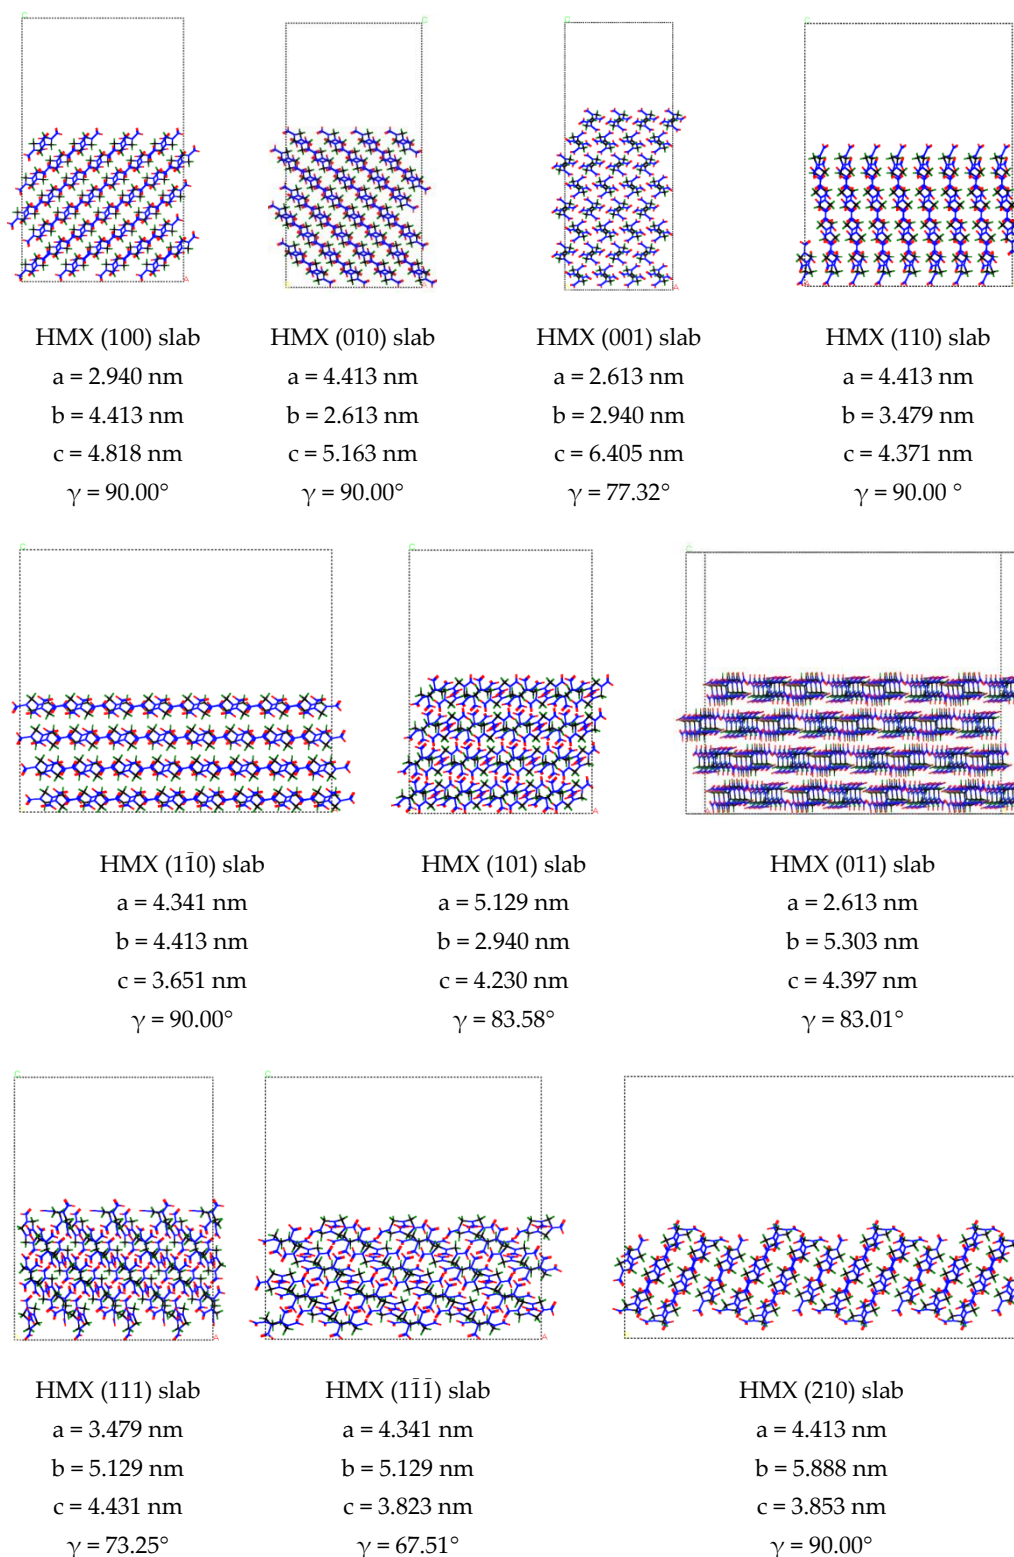 HMX (100) slab
a = 2.940 nm
b = 4.413 nm
c = 4.818 nm
γ = 90.00°
HMX (010) slab
a = 4.413 nm
b = 2.613 nm
c = 5.163 nm
γ = 90.00°
HMX (001) slab
a = 2.613 nm
b = 2.940 nm
c = 6.405 nm
γ = 77.32°
HMX (110) slab
a = 4.413 nm
b = 3.479 nm
c = 4.371 nm
γ = 90.00 °
HMX (11̄0) slab
a = 4.341 nm
b = 4.413 nm
c = 3.651 nm
γ = 90.00°
HMX (101) slab
a = 5.129 nm
b = 2.940 nm
c = 4.230 nm
γ = 83.58°
HMX (011) slab
a = 2.613 nm
b = 5.303 nm
c = 4.397 nm
γ = 83.01°
HMX (111) slab
a = 3.479 nm
b = 5.129 nm
c = 4.431 nm
γ = 73.25°
HMX (11̄1̄) slab
a = 4.341 nm
b = 5.129 nm
c = 3.823 nm
γ = 67.51°
HMX (210) slab
a = 4.413 nm
b = 5.888 nm
c = 3.853 nm
γ = 90.00°